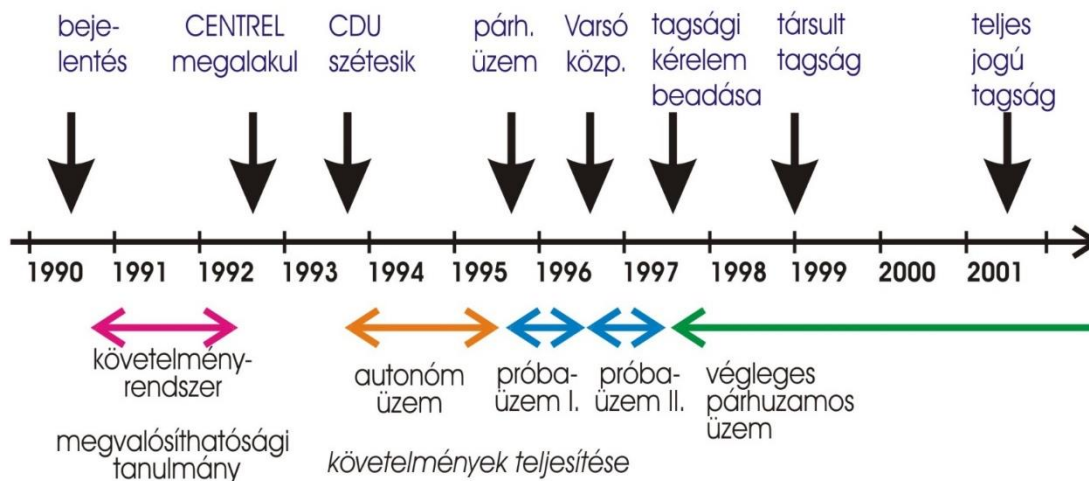 beje-
lentés
CENTREL
megalakul
CDU
szétesik
párh.
üzem
Varsó
közp.
tagsági
kérelem
beadása
társult
tagság
teljes
jogú
tagság
1990 1991 1992 1993 1994 1995 1996 1997 1998 1999 2000 2001
követelmény-
rendszer
megvalósíthatósági
tanulmány
autonóm
üzem
próba-
üzem I.
próba-
üzem II.
végleges
párhuzamos
üzem
követelmények teljesítése